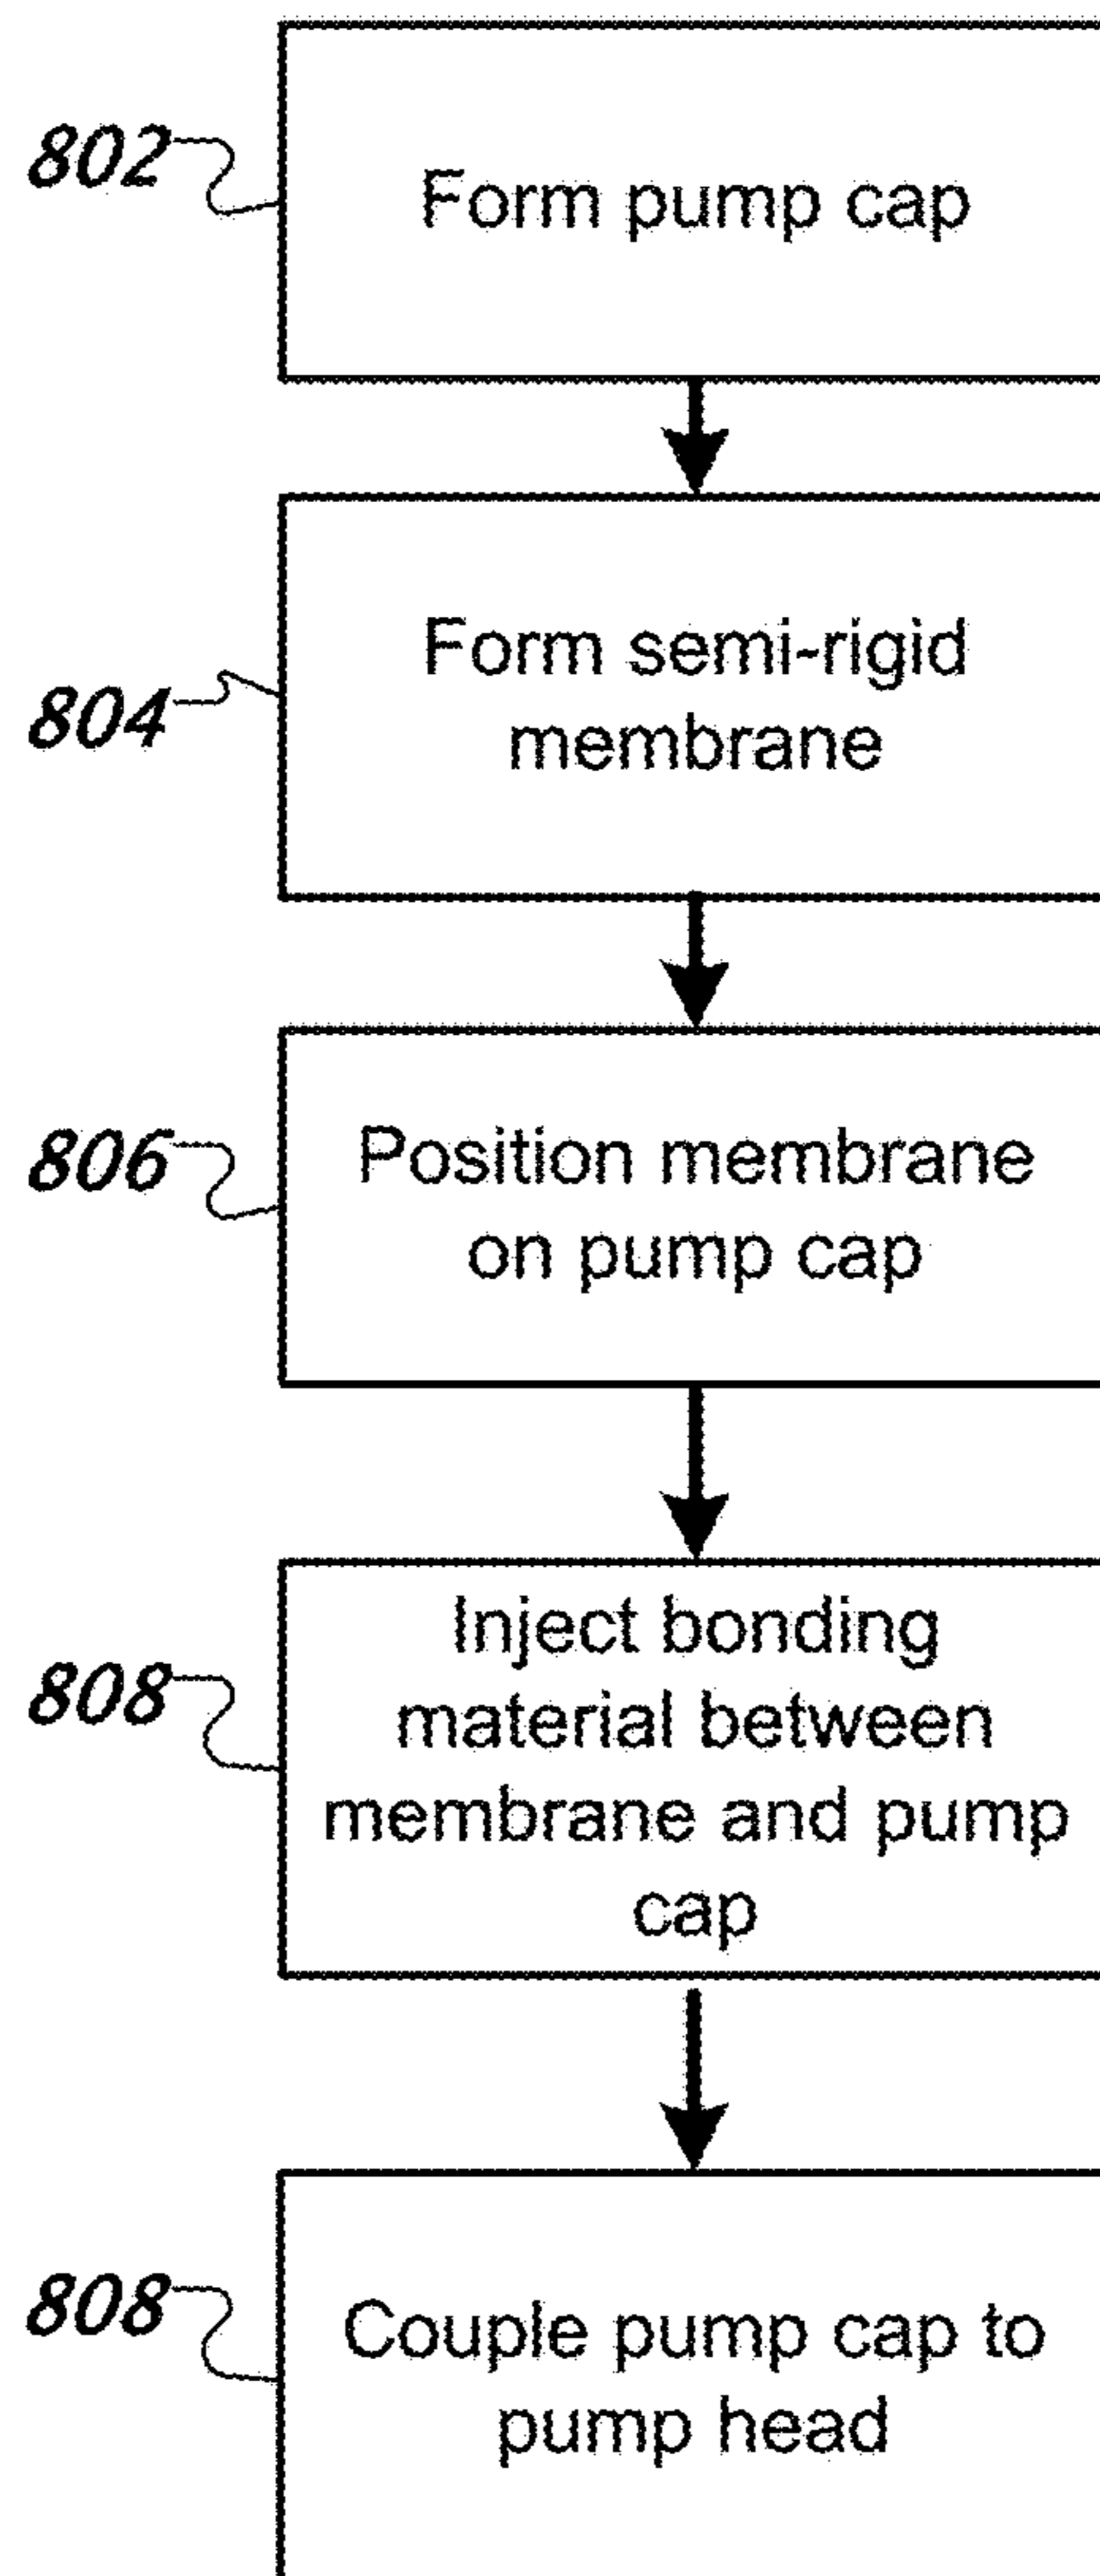 802
Form pump cap
804
Form semi-rigid
membrane
806
Position membrane
on pump cap
808
Inject bonding
material between
membrane and pump
cap
808
Couple pump cap to
pump head